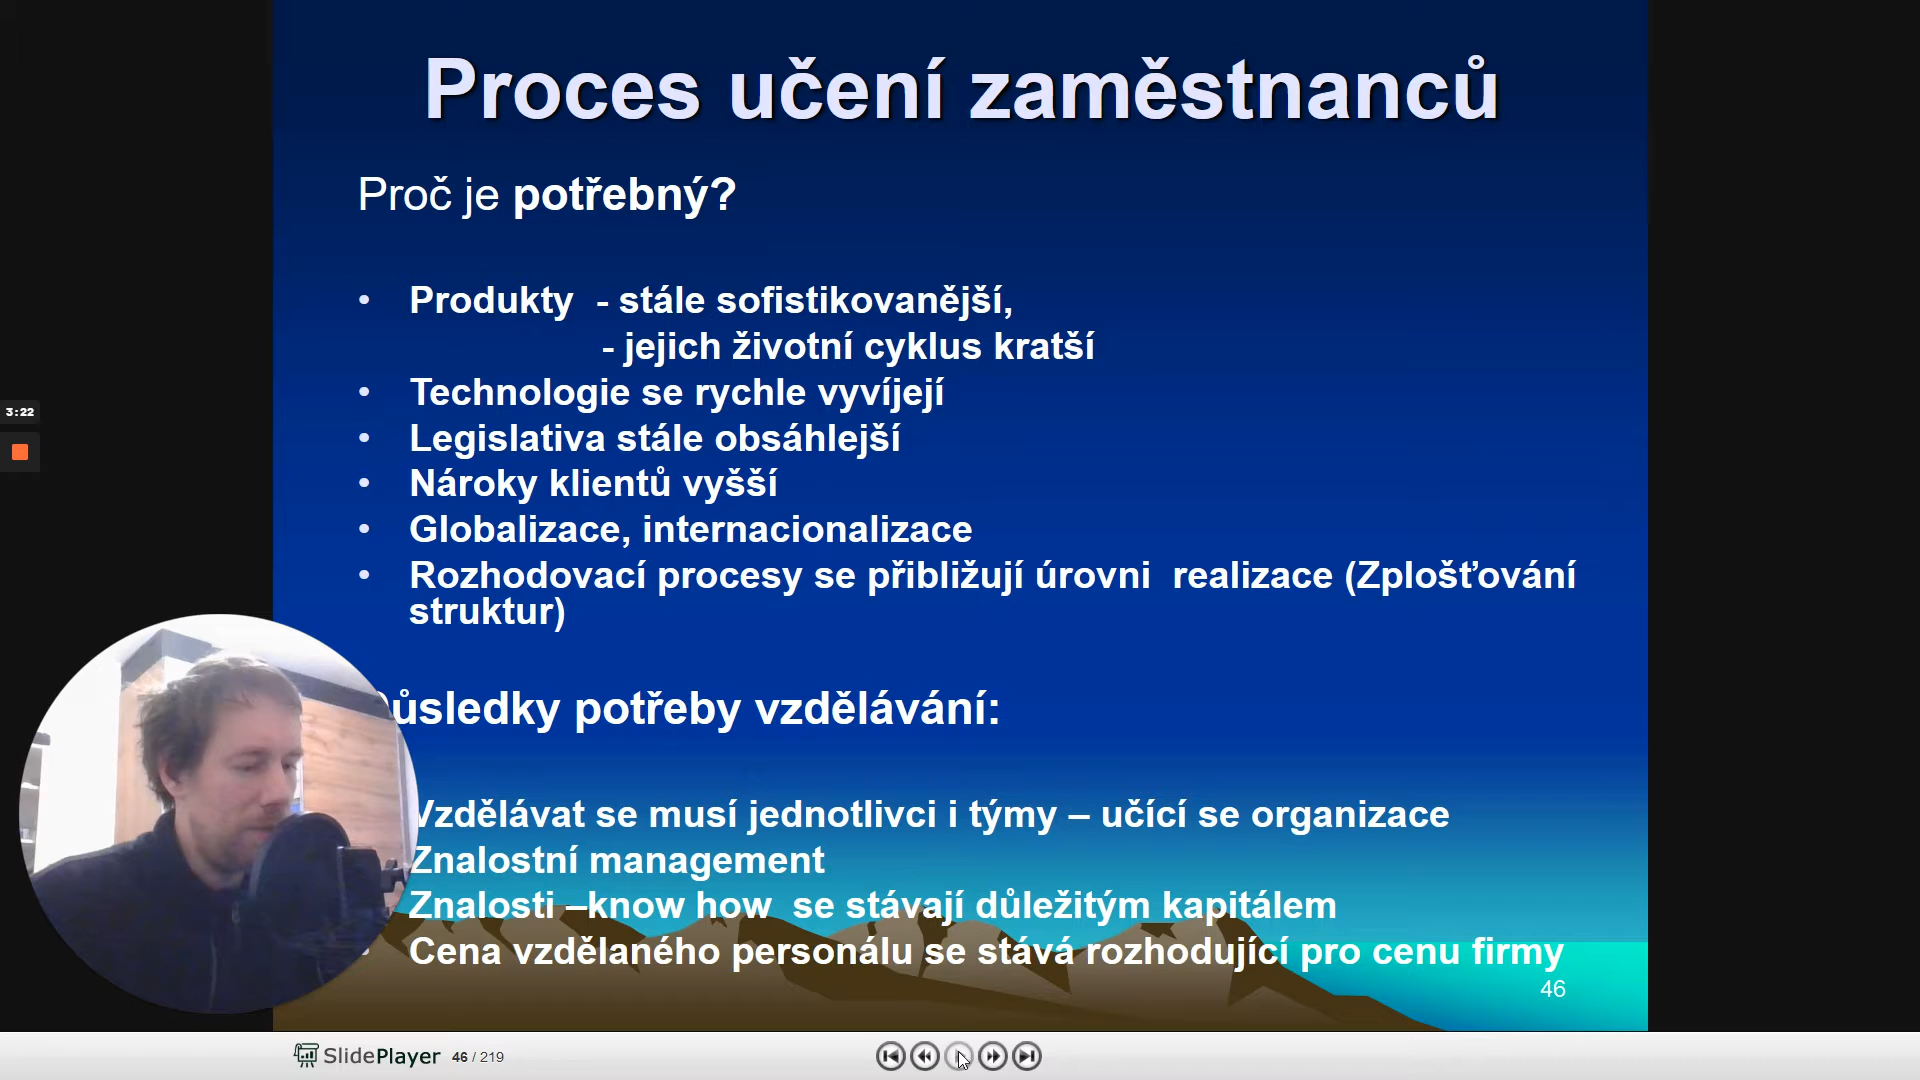 Proces učení zaměstnanců
Proč je potřebný?
• Produkty - stále sofistikovanější,
- jejich životní cyklus kratší
• Technologie se rychle vyvíjejí
• Legislativa stále obsáhlejší
• Nároky klientů vyšší
• Globalizace, internacionalizace
• Rozhodovací procesy se přibližují úrovni realizace (Zplošťování
struktur)
3:22
ůsledky potřeby vzdělávání:
Vzdělávat se musí jednotlivci i týmy – učící se organizace
Znalostní management
Znalosti –know how se stávají důležitým kapitálem
• Cena vzdělaného personálu se stává rozhodující pro cenu firmy
46
SlidePlayer 46 / 219